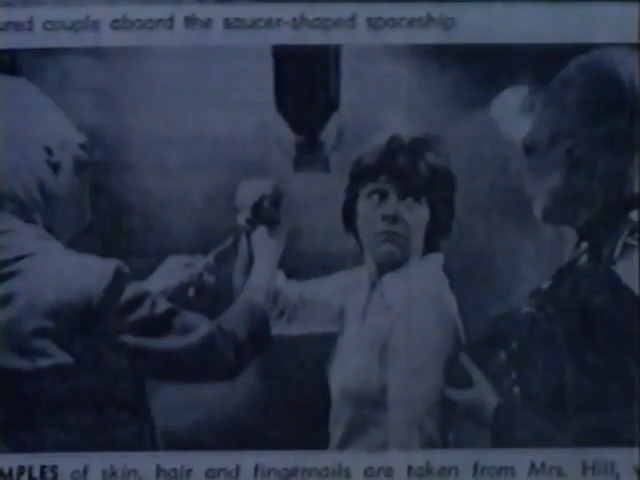 ured couple aboard the saucer-shaped spaceship.
MPLES of skin, hair and fingernails are taken from Mrs. Hill,